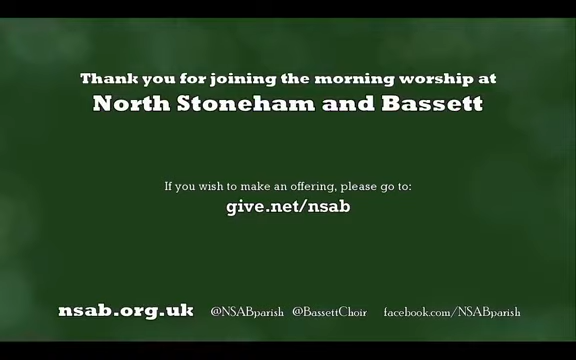 Thank you for joining the morning worship at
North Stoneham and Bassett
If you wish to make an offering, please go to:
give.net/nsab
nsab.org.uk @NSABparish @BassettChoir facebook.com/NSABparish